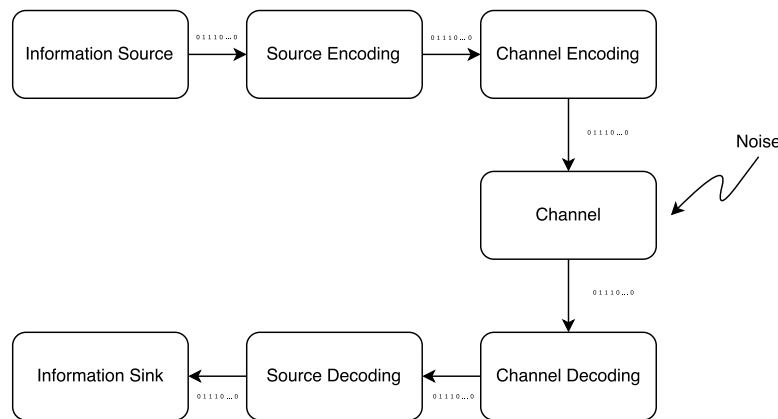 Information Source
01110...0
Source Encoding
01110...0
Channel Encoding
01110...0
Noise
Channel
01110...0
Information Sink
01110...0
Source Decoding
01110...0
Channel Decoding